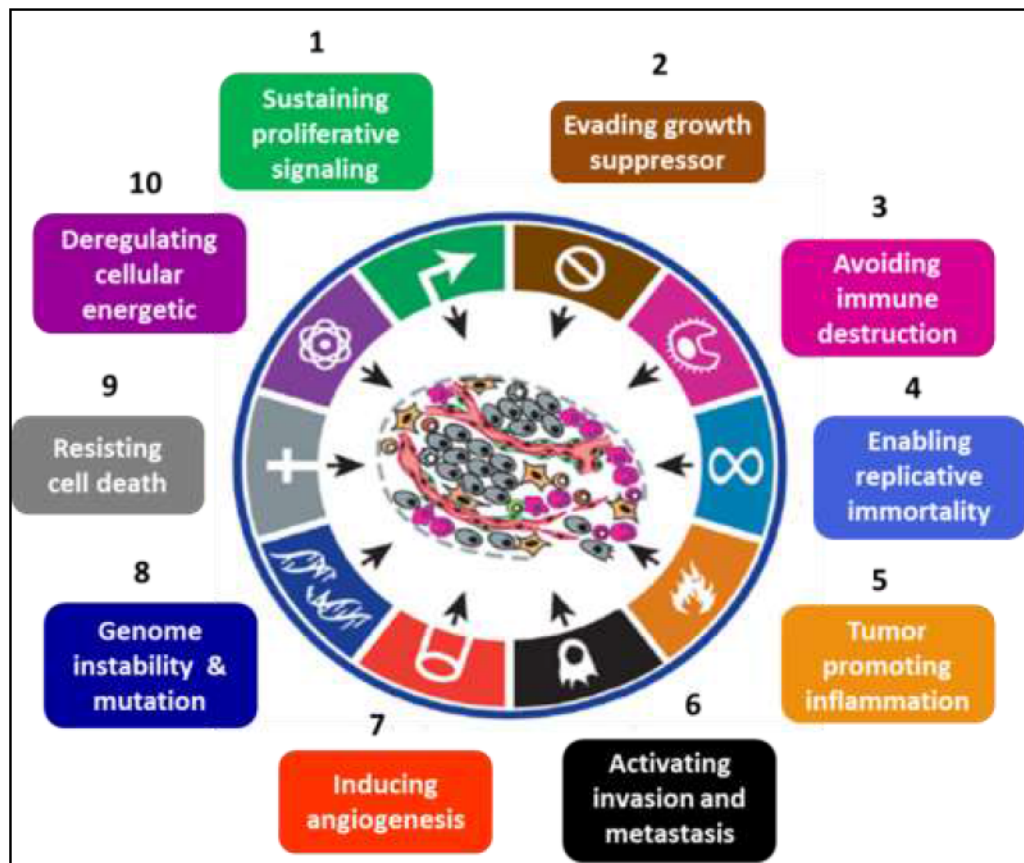 1
Sustaining
proliferative
signaling
2
Evading growth
suppressor
3
Avoiding
immune
destruction
4
Enabling
replicative
immortality
5
Tumor
promoting
inflammation
6
Activating
invasion and
metastasis
7
Inducing
angiogenesis
8
Genome
instability &
mutation
9
Resisting
cell death
10
Deregulating
cellular
energetic